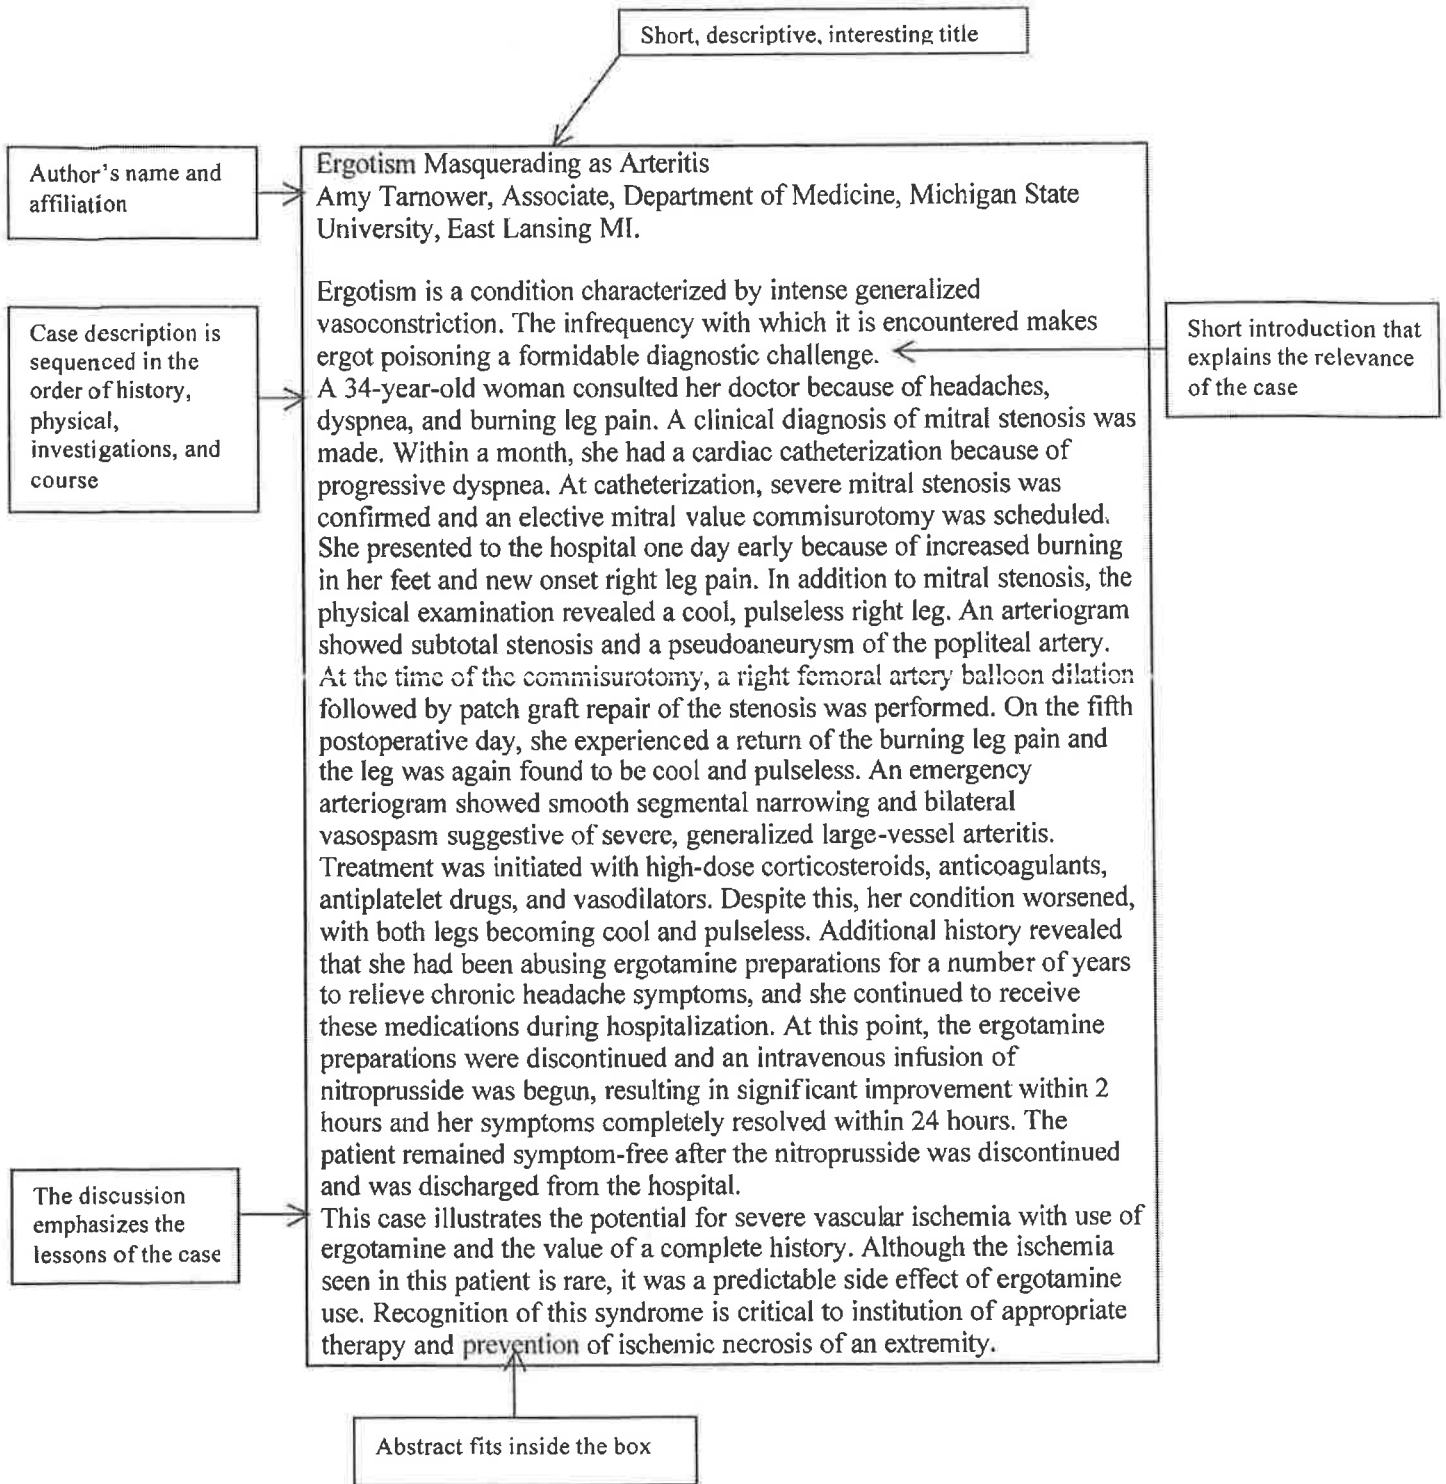 Short, descriptive, interesting title
Author's name and
affiliation
Ergotism Masquerading as Arteritis
Amy Tarnower, Associate, Department of Medicine, Michigan State
University, East Lansing MI.
Case description is
sequenced in the
order of history,
physical,
investigations, and
course
Ergotism is a condition characterized by intense generalized
vasoconstriction. The infrequency with which it is encountered makes
ergot poisoning a formidable diagnostic challenge.
Short introduction that
explains the relevance
of the case
A 34-year-old woman consulted her doctor because of headaches,
dyspnea, and burning leg pain. A clinical diagnosis of mitral stenosis was
made. Within a month, she had a cardiac catheterization because of
progressive dyspnea. At catheterization, severe mitral stenosis was
confirmed and an elective mitral value commisurotomy was scheduled.
She presented to the hospital one day early because of increased burning
in her feet and new onset right leg pain. In addition to mitral stenosis, the
physical examination revealed a cool, pulseless right leg. An arteriogram
showed subtotal stenosis and a pseudoaneurysm of the popliteal artery.
At the time of the commisurotomy, a right femoral artery balloon dilation
followed by patch graft repair of the stenosis was performed. On the fifth
postoperative day, she experienced a return of the burning leg pain and
the leg was again found to be cool and pulseless. An emergency
arteriogram showed smooth segmental narrowing and bilateral
vasospasm suggestive of severe, generalized large-vessel arteritis.
Treatment was initiated with high-dose corticosteroids, anticoagulants,
antiplatelet drugs, and vasodilators. Despite this, her condition worsened,
with both legs becoming cool and pulseless. Additional history revealed
that she had been abusing ergotamine preparations for a number of years
to relieve chronic headache symptoms, and she continued to receive
these medications during hospitalization. At this point, the ergotamine
preparations were discontinued and an intravenous infusion of
nitroprusside was begun, resulting in significant improvement within 2
hours and her symptoms completely resolved within 24 hours. The
patient remained symptom-free after the nitroprusside was discontinued
and was discharged from the hospital.
The discussion
emphasizes the
lessons of the case
This case illustrates the potential for severe vascular ischemia with use of
ergotamine and the value of a complete history. Although the ischemia
seen in this patient is rare, it was a predictable side effect of ergotamine
use. Recognition of this syndrome is critical to institution of appropriate
therapy and prevention of ischemic necrosis of an extremity.
Abstract fits inside the box